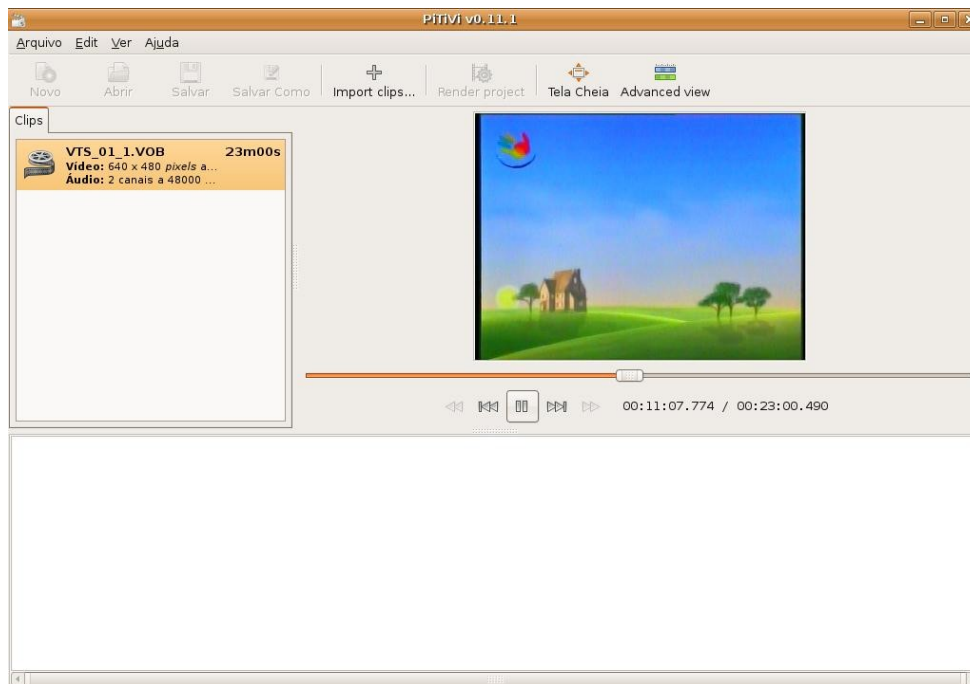 PiTiVi v0.11.1
Arquivo Edit Ver Ajuda
Novo Abrir Salvar Salvar Como Import clips... Render project Tela Cheia Advanced view
Clips
VTS_01_1.VOB 23m00s
Vídeo: 640 x 480 pixels a...
Áudio: 2 canais a 48000 ...
00:11:07.774 / 00:23:00.490